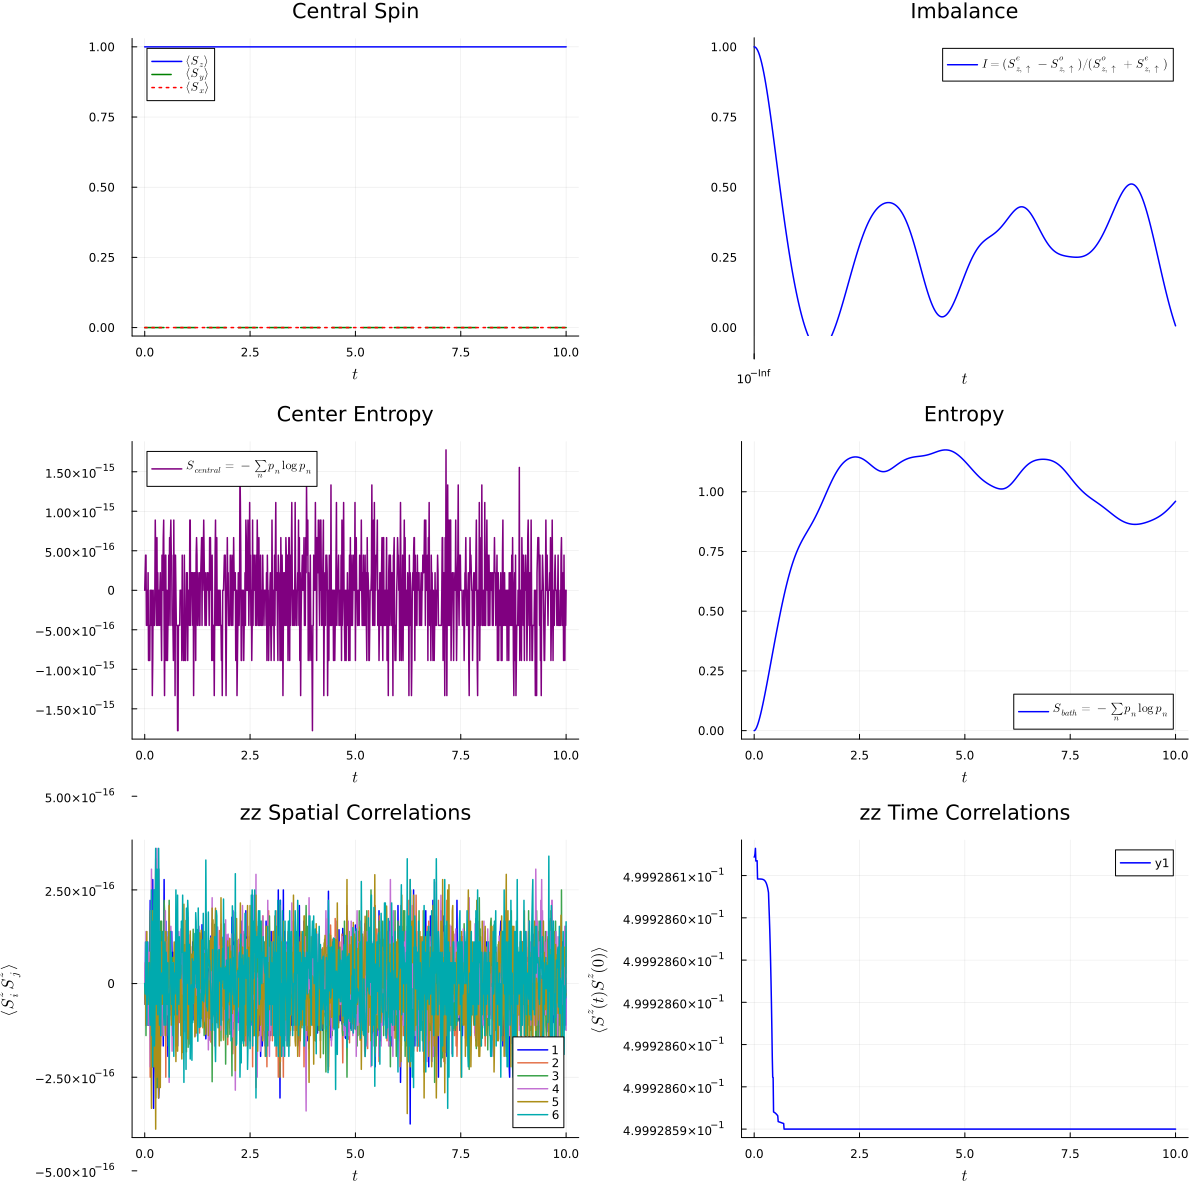 Central Spin
1.00
0.75
0.50
0.25
0.00
⟨S_z⟩
⟨S_y⟩
⟨S_x⟩
0.0 2.5 5.0 7.5 10.0
t
Imbalance
1.00
0.75
0.50
0.25
0.00
I = (S^e_{z,↑} − S^o_{z,↑})/(S^o_{z,↑} + S^e_{z,↑})
10^−Inf
t
Center Entropy
1.50×10^−15
1.00×10^−15
5.00×10^−16
0
−5.00×10^−16
−1.00×10^−15
−1.50×10^−15
S_central = − ∑_n p_n log p_n
0.0 2.5 5.0 7.5 10.0
t
Entropy
1.00
0.75
0.50
0.25
0.00
S_bath = − ∑_n p_n log p_n
0.0 2.5 5.0 7.5 10.0
t
zz Spatial Correlations
5.00×10^−16
2.50×10^−16
0
−2.50×10^−16
−5.00×10^−16
⟨S^z_i S^z_j⟩
1
2
3
4
5
6
0.0 2.5 5.0 7.5 10.0
t
zz Time Correlations
4.9992861×10^−1
4.9992860×10^−1
4.9992860×10^−1
4.9992860×10^−1
4.9992860×10^−1
4.9992860×10^−1
4.9992859×10^−1
⟨S^z(t)S^z(0)⟩
y1
0.0 2.5 5.0 7.5 10.0
t